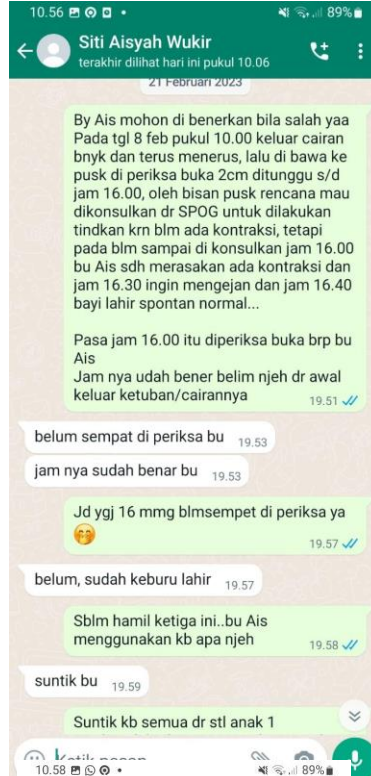 10.56
89%
Siti Aisyah Wukir
terakhir dilihat hari ini pukul 10.06
21 Februari 2023
By Ais mohon di benerkan bila salah yaa
Pada tgl 8 feb pukul 10.00 keluar cairan
bnyk dan terus menerus, lalu di bawa ke
pusk di periksa buka 2cm ditunggu s/d
jam 16.00, oleh bisan pusk rencana mau
dikonsulkan dr SPOG untuk dilakukan
tindkan krn blm ada kontraksi, tetapi
pada blm sampai di konsulkan jam 16.00
bu Ais sdh merasakan ada kontraksi dan
jam 16.30 ingin mengejan dan jam 16.40
bayi lahir spontan normal...
Pasa jam 16.00 itu diperiksa buka brp bu
Ais
Jam nya udah bener belim njeh dr awal
keluar ketuban/cairannya
19.51
belum sempat di periksa bu 19.53
jam nya sudah benar bu 19.53
Jd ygj 16 mmg blmsempet di periksa ya
19.57
belum, sudah keburu lahir 19.57
Sblm hamil ketiga ini..bu Ais
menggunakan kb apa njeh 19.58
suntik bu 19.59
Suntik kb semua dr stl anak 1
Ketik pesan
10.58
89%